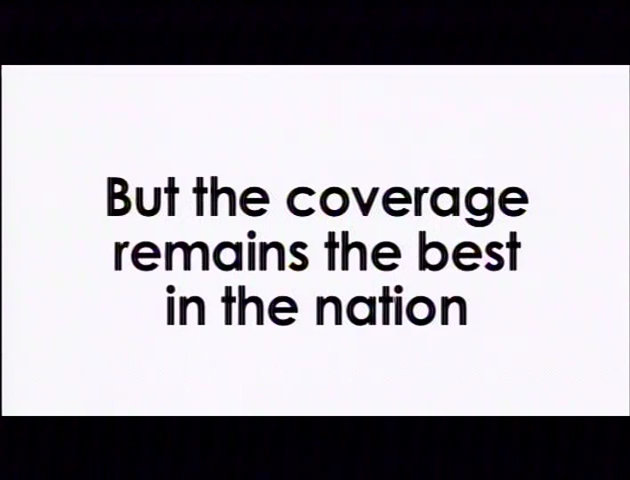 But the coverage
remains the best
in the nation